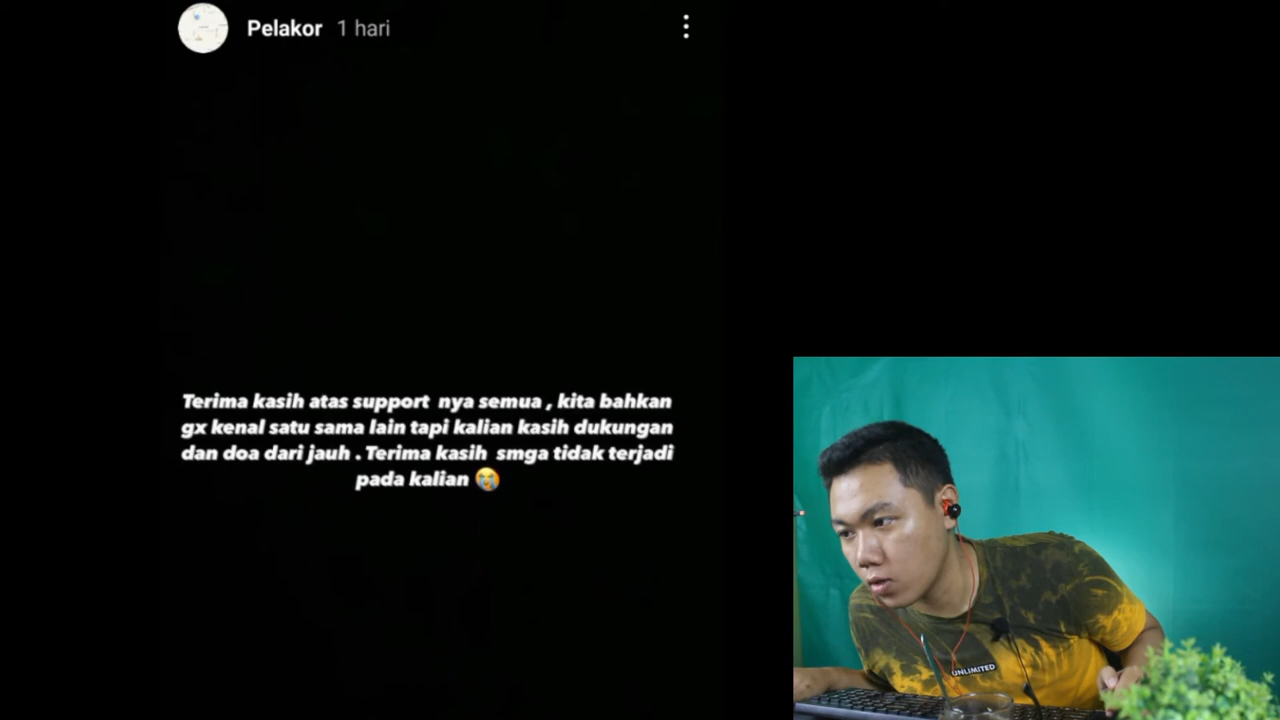 Pelakor 1 hari
Terima kasih atas support nya semua , kita bahkan
gx kenal satu sama lain tapi kalian kasih dukungan
dan doa dari jauh . Terima kasih smga tidak terjadi
pada kalian 😭
UNLIMITED